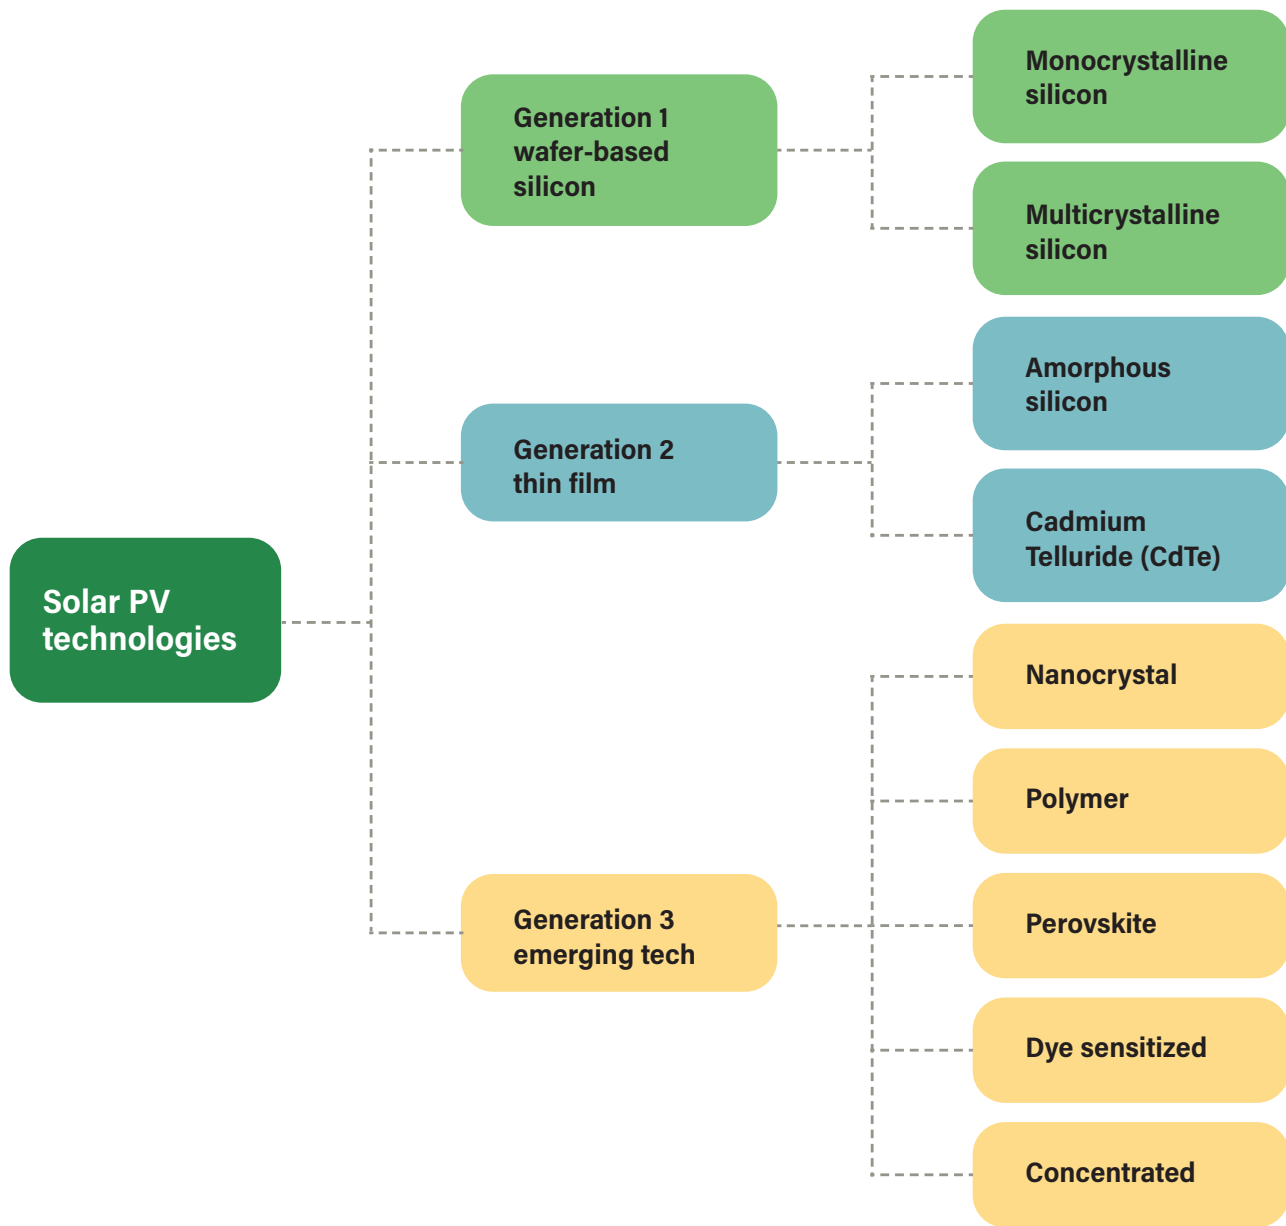 Solar PV
technologies
Generation 1
wafer-based
silicon
Monocrystalline
silicon
Multicrystalline
silicon
Generation 2
thin film
Amorphous
silicon
Cadmium
Telluride (CdTe)
Generation 3
emerging tech
Nanocrystal
Polymer
Perovskite
Dye sensitized
Concentrated